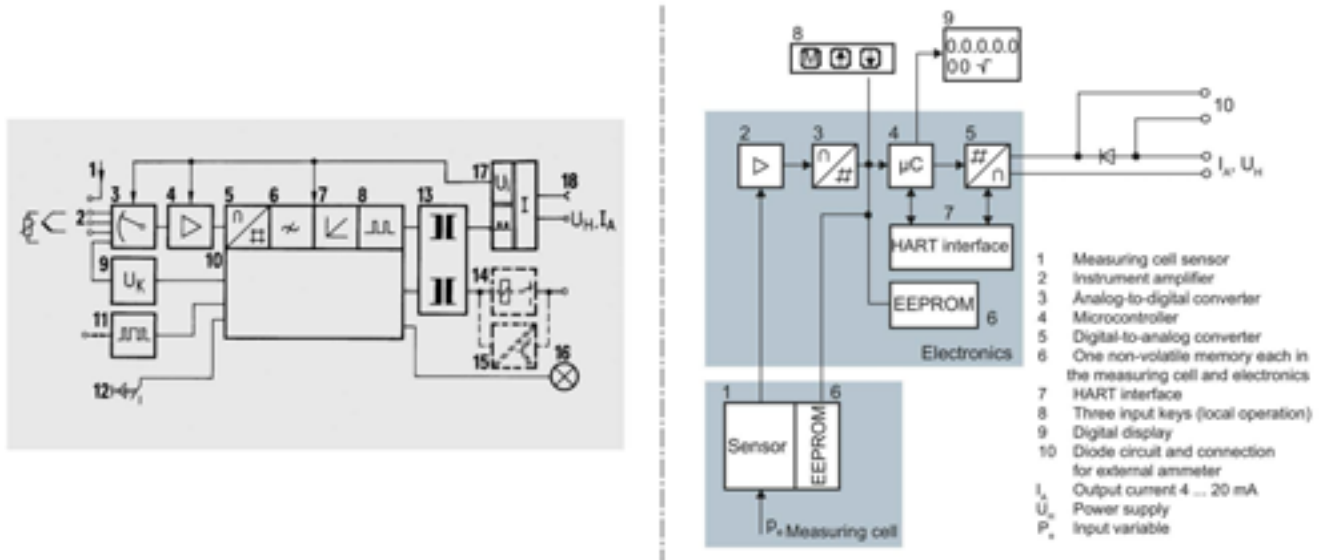 1
2
3
4
5
6
7
8
9
10
11
12
13
14
15
16
17
18
U_K
U_H, I_A
I
8
M
9
0.0.0.0.0
00 √
10
2
3
4
5
∩
#
µC
#
∩
I_A, U_H
7
HART interface
EEPROM
6
Electronics
1
6
Sensor
EEPROM
P_e Measuring cell
1 Measuring cell sensor
2 Instrument amplifier
3 Analog-to-digital converter
4 Microcontroller
5 Digital-to-analog converter
6 One non-volatile memory each in
the measuring cell and electronics
7 HART interface
8 Three input keys (local operation)
9 Digital display
10 Diode circuit and connection
for external ammeter
I_A Output current 4 ... 20 mA
U_H Power supply
P_e Input variable